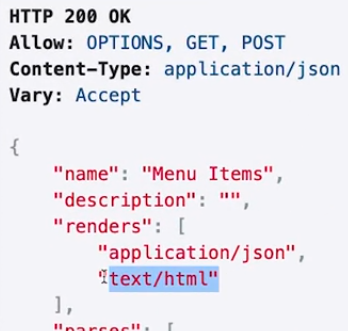 HTTP 200 OK
Allow: OPTIONS, GET, POST
Content-Type: application/json
Vary: Accept
{
"name": "Menu Items",
"description": "",
"renders": [
"application/json",
"text/html"
],
"parses": [